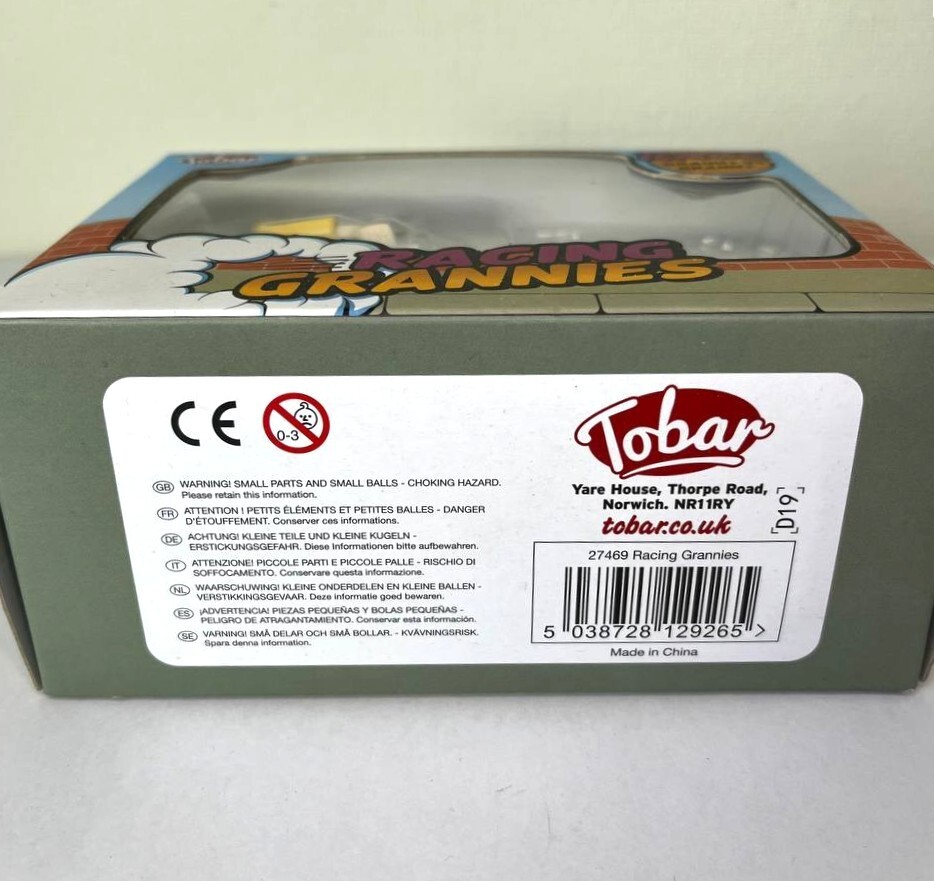 Tobar
RACING
GRANNIES
CE
0-3
GB WARNING! SMALL PARTS AND SMALL BALLS - CHOKING HAZARD.
Please retain this information.
FR ATTENTION ! PETITS ÉLÉMENTS ET PETITES BALLES - DANGER
D'ÉTOUFFEMENT. Conserver ces informations.
DE ACHTUNG! KLEINE TEILE UND KLEINE KUGELN -
ERSTICKUNGSGEFAHR. Diese Informationen bitte aufbewahren.
IT ATTENZIONE! PICCOLE PARTI E PICCOLE PALLE - RISCHIO DI
SOFFOCAMENTO. Conservare questa informazione.
NL WAARSCHUWING! KLEINE ONDERDELEN EN KLEINE BALLEN -
VERSTIKKINGSGEVAAR. Deze informatie goed bewaren.
ES ¡ADVERTENCIA! PIEZAS PEQUEÑAS Y BOLAS PEQUEÑAS -
PELIGRO DE ATRAGANTAMIENTO. Conservar esta información.
SE VARNING! SMÅ DELAR OCH SMÅ BOLLAR. - KVÄVNINGSRISK.
Spara denna information.
Tobar
Yare House, Thorpe Road,
Norwich. NR11RY
tobar.co.uk
[D19]
27469 Racing Grannies
5 038728 129265 >
Made in China